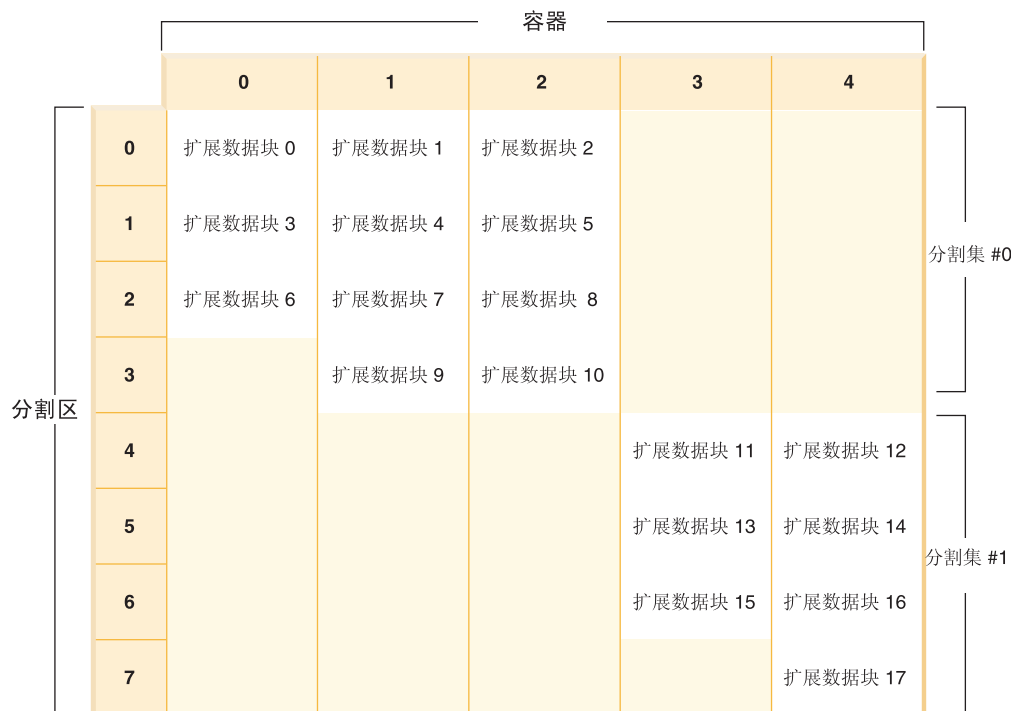 容器
0 1 2 3 4
0 扩展数据块 0 扩展数据块 1 扩展数据块 2
1 扩展数据块 3 扩展数据块 4 扩展数据块 5
分割集 #0
2 扩展数据块 6 扩展数据块 7 扩展数据块 8
3 扩展数据块 9 扩展数据块 10
分割区
4 扩展数据块 11 扩展数据块 12
5 扩展数据块 13 扩展数据块 14
分割集 #1
6 扩展数据块 15 扩展数据块 16
7 扩展数据块 17